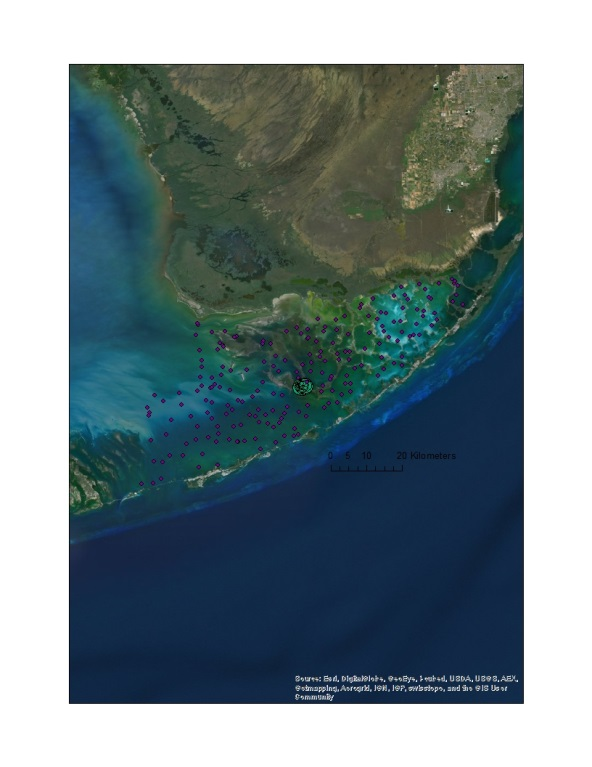 0 5 10 20 Kilometers
Source: Esri, DigitalGlobe, GeoEye, i-cubed, USDA, USGS, AEX,
Getmapping, Aerogrid, IGN, IGP, swisstopo, and the GIS User
Community